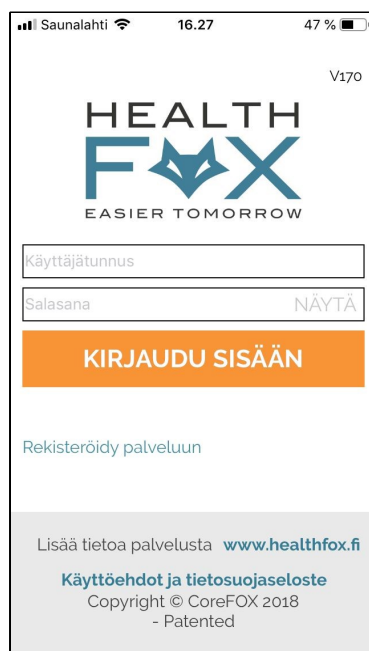 Saunalahti 16.27 47 %
V170
HEALTH
FOX
EASIER TOMORROW
Käyttäjätunnus
Salasana NÄYTÄ
KIRJAUDU SISÄÄN
Rekisteröidy palveluun
Lisää tietoa palvelusta www.healthfox.fi
Käyttöehdot ja tietosuojaseloste
Copyright © CoreFOX 2018
- Patented